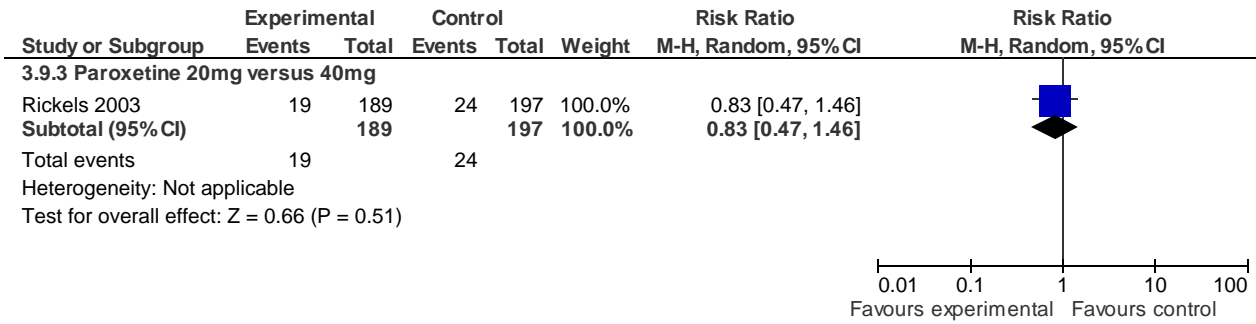 Experimental Control Risk Ratio Risk Ratio
Study or Subgroup Events Total Events Total Weight M-H, Random, 95% CI M-H, Random, 95% CI
3.9.3 Paroxetine 20mg versus 40mg
Rickels 2003 19 189 24 197 100.0% 0.83 [0.47, 1.46]
Subtotal (95% CI) 189 197 100.0% 0.83 [0.47, 1.46]
Total events 19 24
Heterogeneity: Not applicable
Test for overall effect: Z = 0.66 (P = 0.51)
0.01 0.1 1 10 100
Favours experimental Favours control